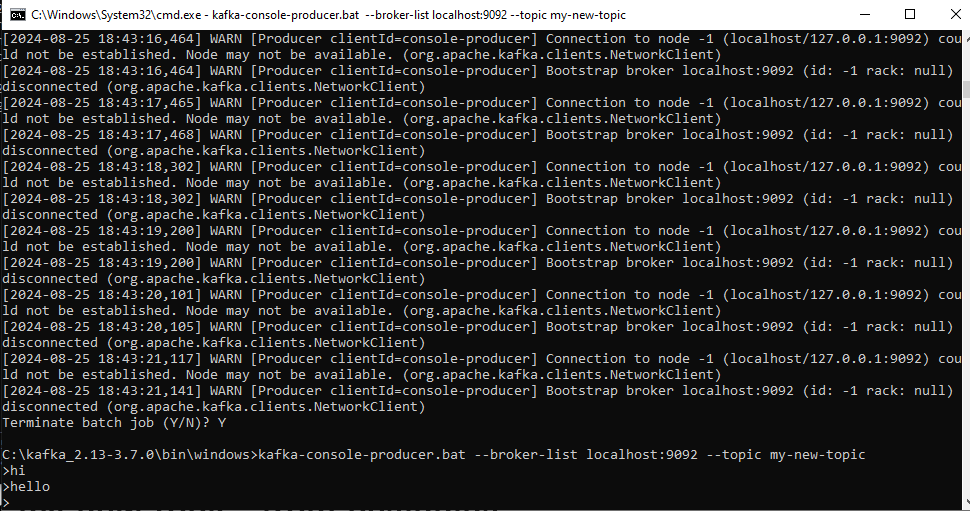 C:\Windows\System32\cmd.exe - kafka-console-producer.bat --broker-list localhost:9092 --topic my-new-topic
[2024-08-25 18:43:16,464] WARN [Producer clientId=console-producer] Connection to node -1 (localhost/127.0.0.1:9092) cou
ld not be established. Node may not be available. (org.apache.kafka.clients.NetworkClient)
[2024-08-25 18:43:16,464] WARN [Producer clientId=console-producer] Bootstrap broker localhost:9092 (id: -1 rack: null)
disconnected (org.apache.kafka.clients.NetworkClient)
[2024-08-25 18:43:17,465] WARN [Producer clientId=console-producer] Connection to node -1 (localhost/127.0.0.1:9092) cou
ld not be established. Node may not be available. (org.apache.kafka.clients.NetworkClient)
[2024-08-25 18:43:17,468] WARN [Producer clientId=console-producer] Bootstrap broker localhost:9092 (id: -1 rack: null)
disconnected (org.apache.kafka.clients.NetworkClient)
[2024-08-25 18:43:18,302] WARN [Producer clientId=console-producer] Connection to node -1 (localhost/127.0.0.1:9092) cou
ld not be established. Node may not be available. (org.apache.kafka.clients.NetworkClient)
[2024-08-25 18:43:18,302] WARN [Producer clientId=console-producer] Bootstrap broker localhost:9092 (id: -1 rack: null)
disconnected (org.apache.kafka.clients.NetworkClient)
[2024-08-25 18:43:19,200] WARN [Producer clientId=console-producer] Connection to node -1 (localhost/127.0.0.1:9092) cou
ld not be established. Node may not be available. (org.apache.kafka.clients.NetworkClient)
[2024-08-25 18:43:19,200] WARN [Producer clientId=console-producer] Bootstrap broker localhost:9092 (id: -1 rack: null)
disconnected (org.apache.kafka.clients.NetworkClient)
[2024-08-25 18:43:20,101] WARN [Producer clientId=console-producer] Connection to node -1 (localhost/127.0.0.1:9092) cou
ld not be established. Node may not be available. (org.apache.kafka.clients.NetworkClient)
[2024-08-25 18:43:20,105] WARN [Producer clientId=console-producer] Bootstrap broker localhost:9092 (id: -1 rack: null)
disconnected (org.apache.kafka.clients.NetworkClient)
[2024-08-25 18:43:21,117] WARN [Producer clientId=console-producer] Connection to node -1 (localhost/127.0.0.1:9092) cou
ld not be established. Node may not be available. (org.apache.kafka.clients.NetworkClient)
[2024-08-25 18:43:21,141] WARN [Producer clientId=console-producer] Bootstrap broker localhost:9092 (id: -1 rack: null)
disconnected (org.apache.kafka.clients.NetworkClient)
Terminate batch job (Y/N)? Y
C:\kafka_2.13-3.7.0\bin\windows>kafka-console-producer.bat --broker-list localhost:9092 --topic my-new-topic
>hi
>hello
>